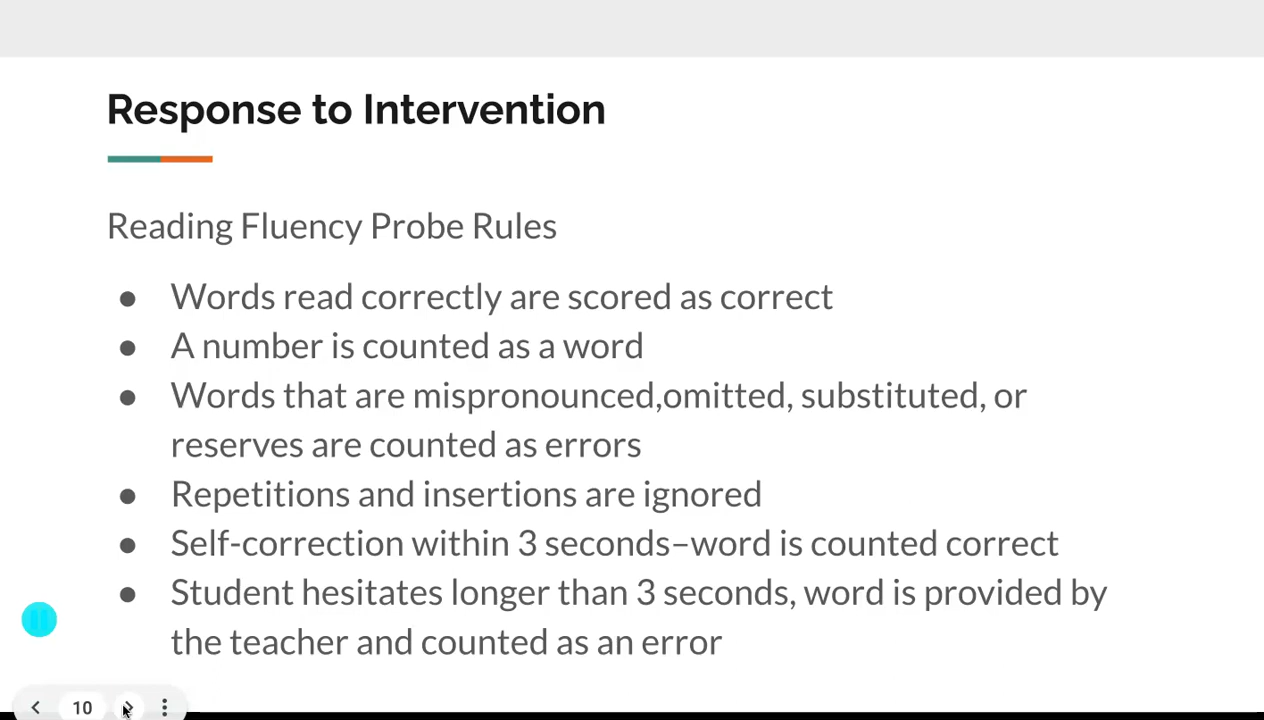 Response to Intervention
Reading Fluency Probe Rules
● Words read correctly are scored as correct
● A number is counted as a word
● Words that are mispronounced,omitted, substituted, or
reserves are counted as errors
● Repetitions and insertions are ignored
● Self-correction within 3 seconds–word is counted correct
● Student hesitates longer than 3 seconds, word is provided by
the teacher and counted as an error
10